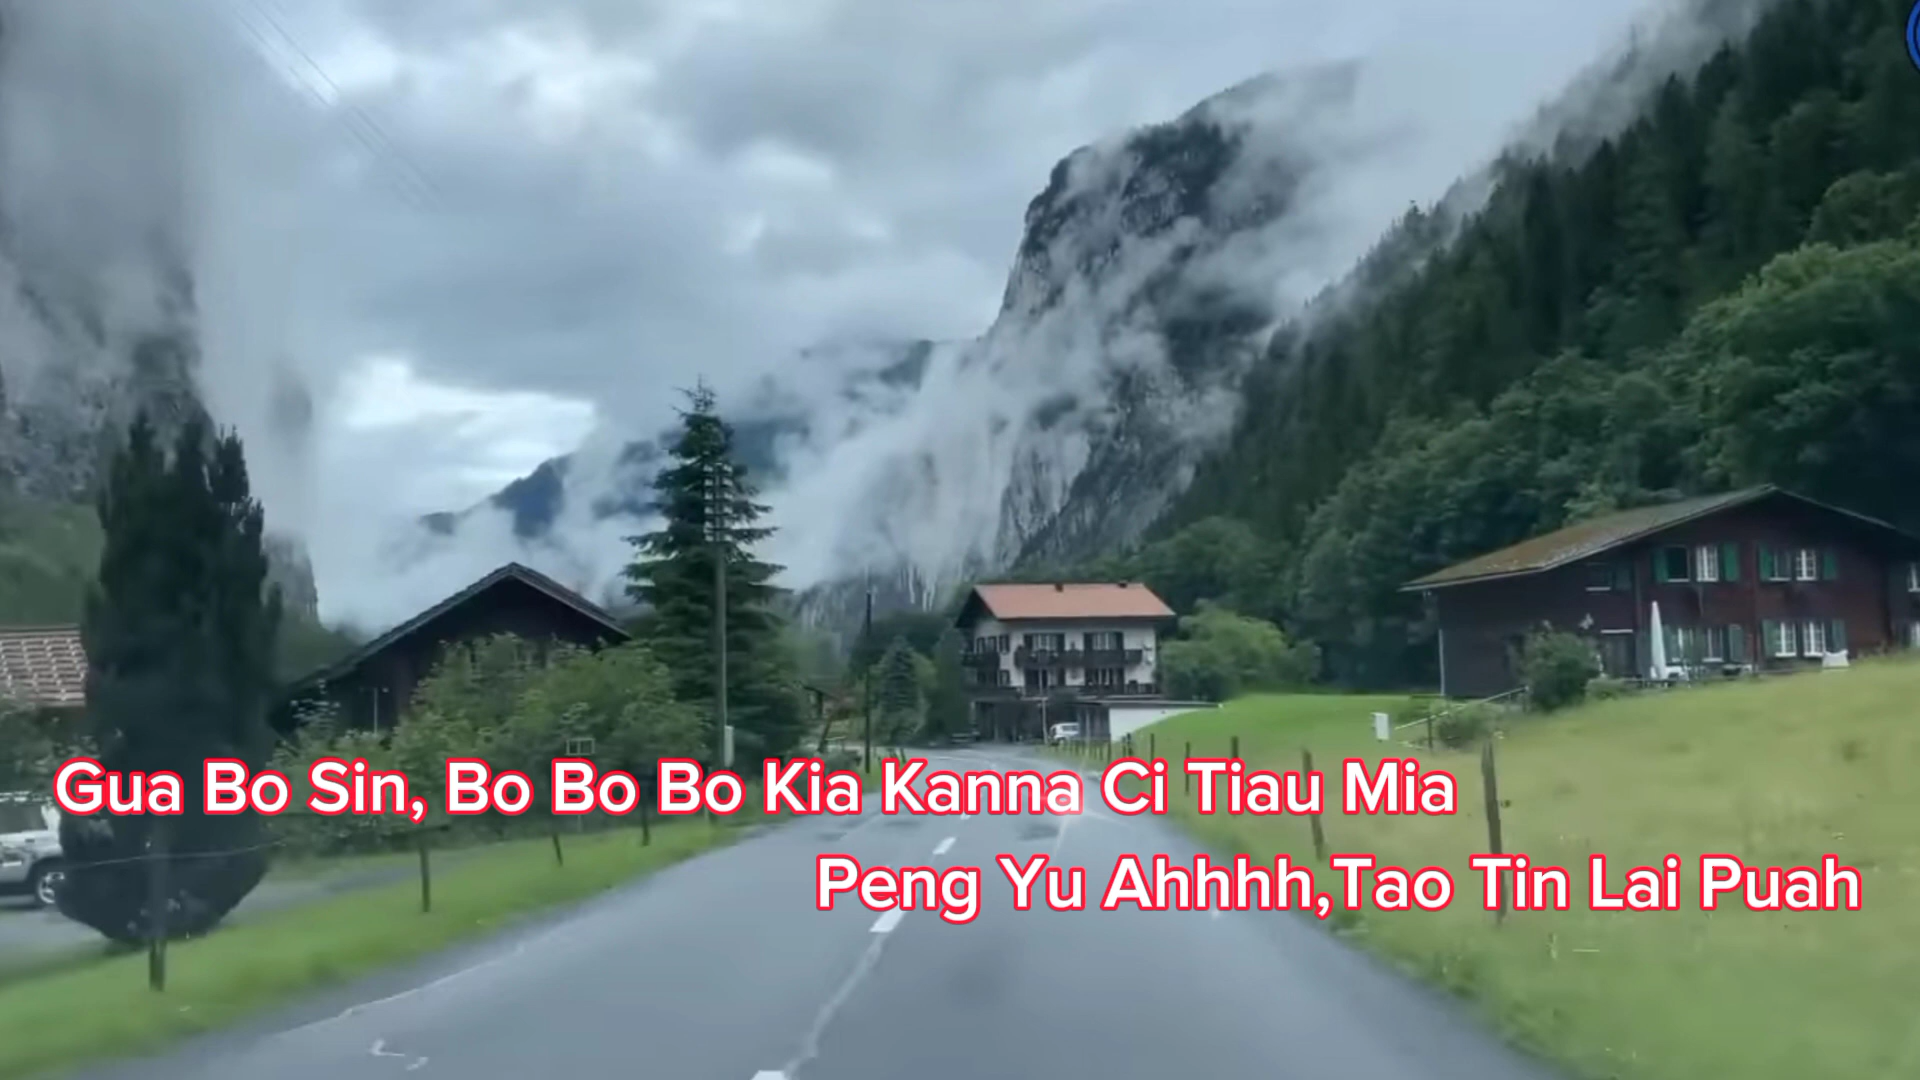 Gua Bo Sin, Bo Bo Bo Kia Kanna Ci Tiau Mia
Peng Yu Ahhhh,Tao Tin Lai Puah